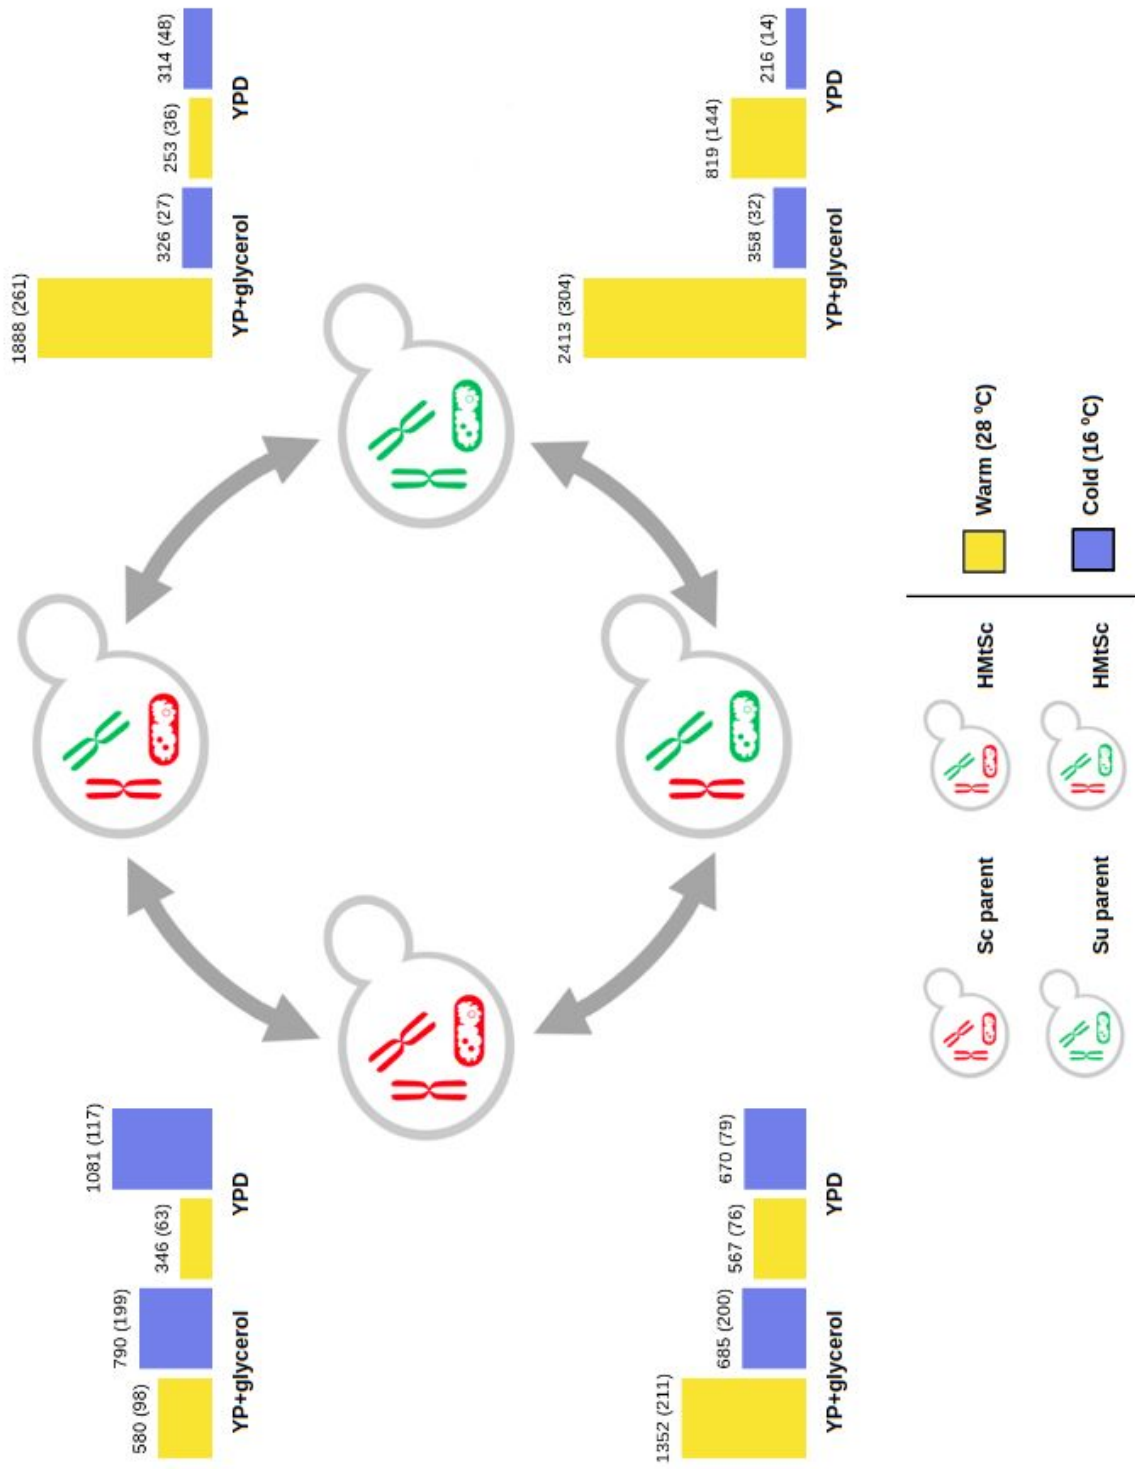 580 (98)
790 (199)
346 (63)
1081 (117)
YP+glycerol
YPD
1888 (261)
326 (27)
253 (36)
314 (48)
YP+glycerol
YPD
1352 (211)
685 (200)
567 (76)
670 (79)
YP+glycerol
YPD
2413 (304)
358 (32)
819 (144)
216 (14)
YP+glycerol
YPD
Sc parent
HMtSc
Warm (28 ºC)
Su parent
HMtSc
Cold (16 ºC)